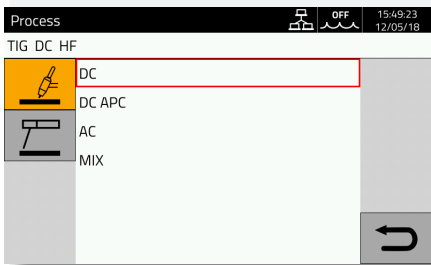 Process
OFF
15:49:23
12/05/18
TIG DC HF
DC
DC APC
AC
MIX